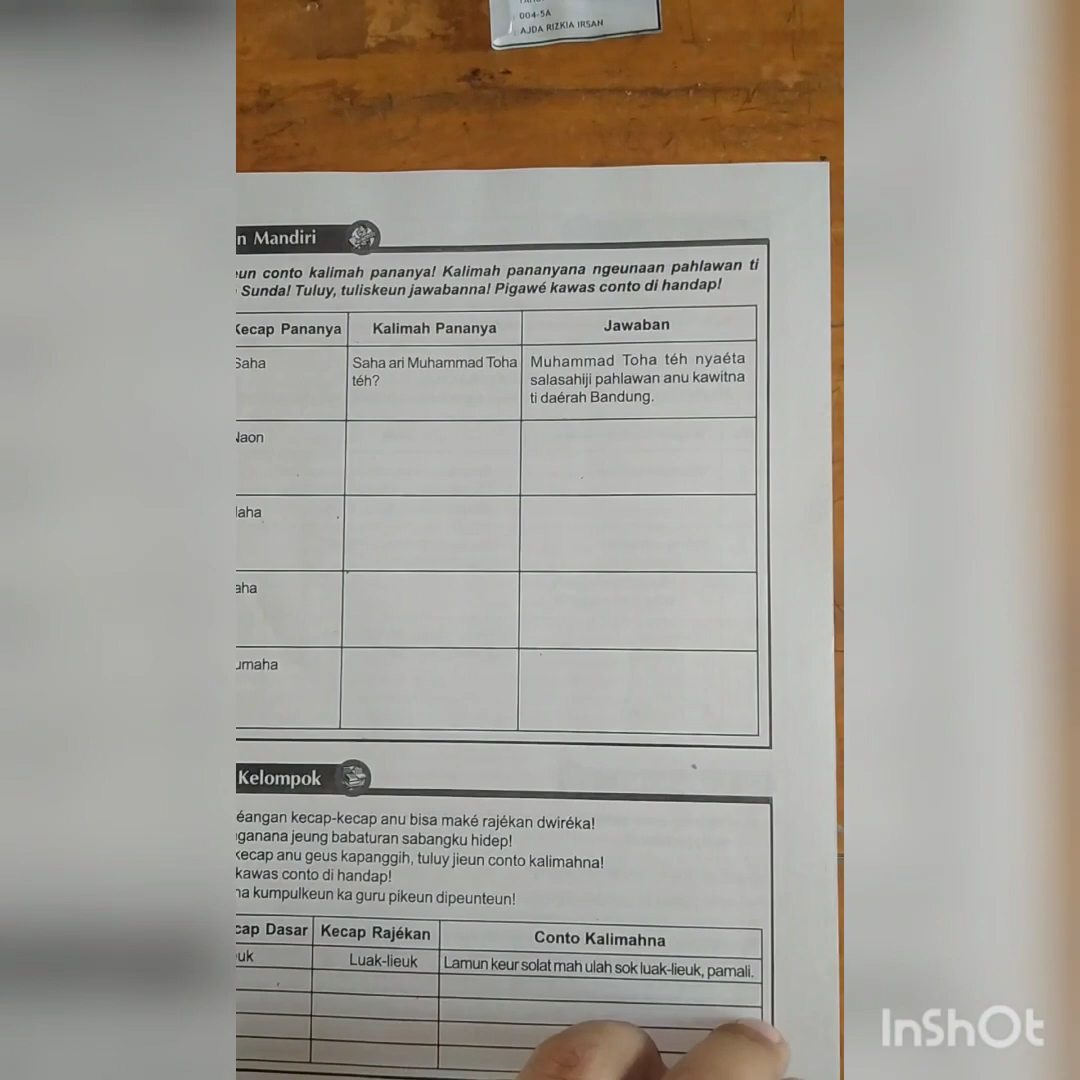 004-5A
AJDA RIZKIA IRSAN
n Mandiri
un conto kalimah pananya! Kalimah pananyana ngeunaan pahlawan ti
Sunda! Tuluy, tuliskeun jawabanna! Pigawé kawas conto di handap!
Kecap Pananya Kalimah Pananya Jawaban
Saha Saha ari Muhammad Toha Muhammad Toha téh nyaéta
téh? salasahiji pahlawan anu kawitna
ti daérah Bandung.
Naon
aha
aha
umaha
Kelompok
éangan kecap-kecap anu bisa maké rajékan dwiréka!
ganana jeung babaturan sabangku hidep!
kecap anu geus kapanggih, tuluy jieun conto kalimahna!
kawas conto di handap!
na kumpulkeun ka guru pikeun dipeunteun!
cap Dasar Kecap Rajékan Conto Kalimahna
uk Luak-lieuk Lamun keur solat mah ulah sok luak-lieuk, pamali.
InShOt